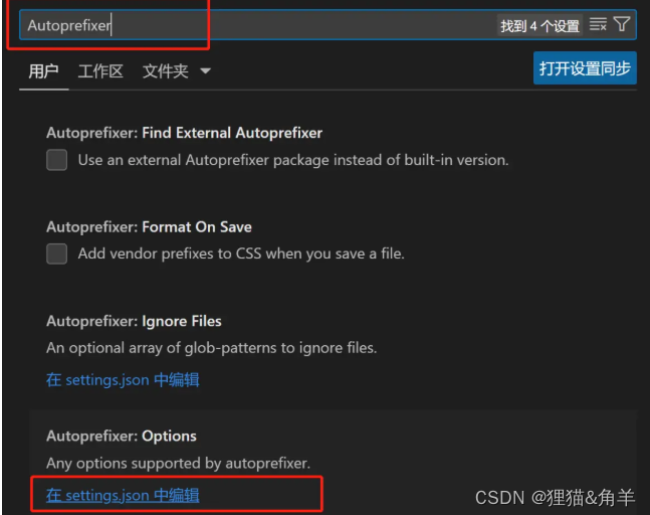 Autoprefixer 找到 4 个设置
用户 工作区 文件夹 打开设置同步
Autoprefixer: Find External Autoprefixer
Use an external Autoprefixer package instead of built-in version.
Autoprefixer: Format On Save
Add vendor prefixes to CSS when you save a file.
Autoprefixer: Ignore Files
An optional array of glob-patterns to ignore files.
在 settings.json 中编辑
Autoprefixer: Options
Any options supported by autoprefixer.
在 settings.json 中编辑
CSDN @狸猫&角羊